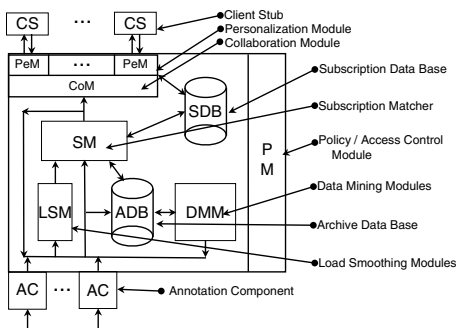 CS ... CS
Client Stub
Personalization Module
Collaboration Module
PeM ... PeM
CoM
Subscription Data Base
SDB
Subscription Matcher
SM
P
M
Policy / Access Control
Module
Data Mining Modules
LSM
ADB
DMM
Archive Data Base
Load Smoothing Modules
AC ... AC
Annotation Component